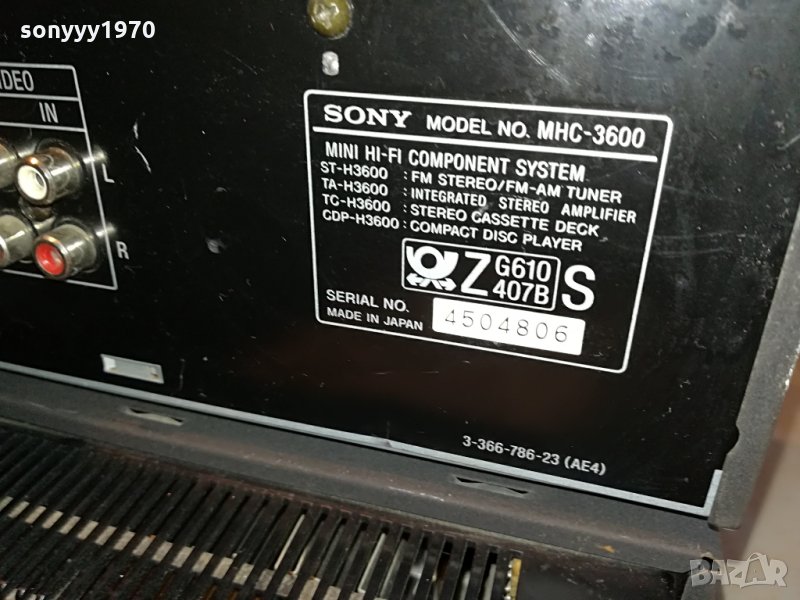 sonyyy1970
IDEO
IN
L
R
SONY MODEL NO. MHC-3600
MINI HI-FI COMPONENT SYSTEM
ST-H3600 : FM STEREO/FM-AM TUNER
TA-H3600 : INTEGRATED STEREO AMPLIFIER
TC-H3600 : STEREO CASSETTE DECK
CDP-H3600 : COMPACT DISC PLAYER
Z G610 S
407B
SERIAL NO. 4504806
MADE IN JAPAN
3-366-786-23 (AE4)
BAZAR